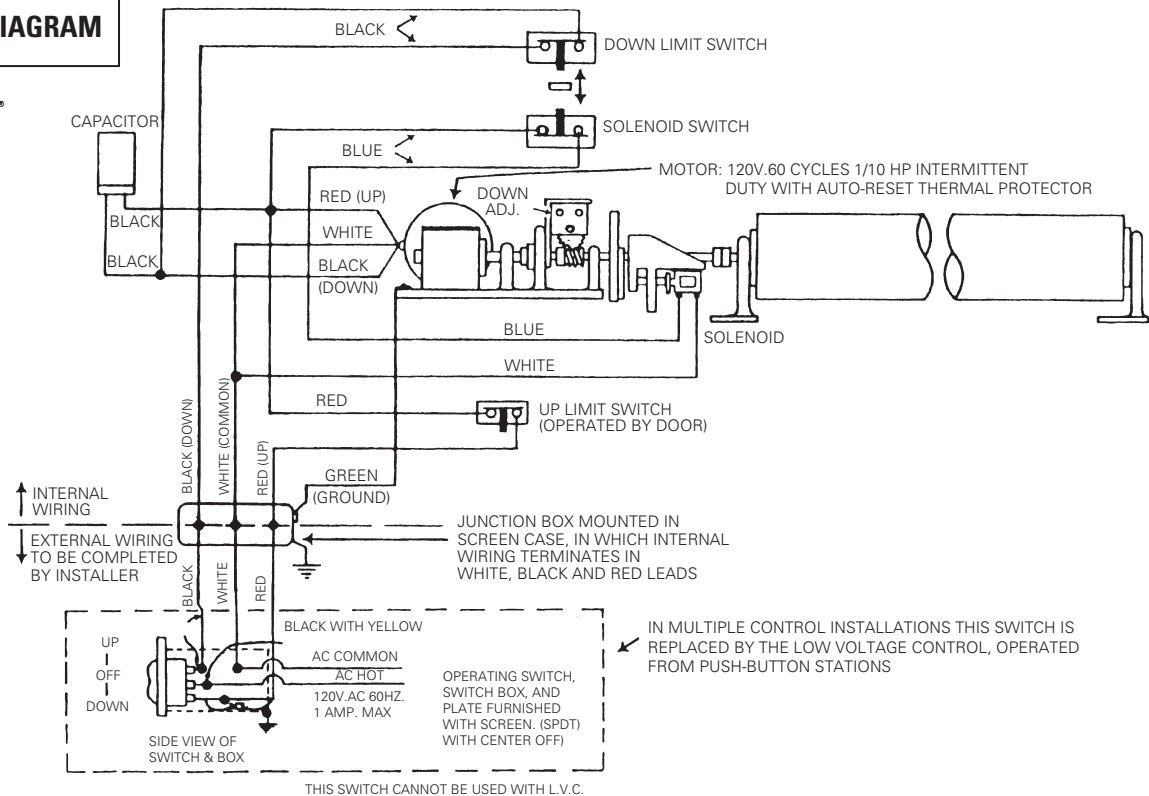 IAGRAM
®
BLACK
DOWN LIMIT SWITCH
CAPACITOR
SOLENOID SWITCH
BLUE
MOTOR: 120V.60 CYCLES 1/10 HP INTERMITTENT
DUTY WITH AUTO-RESET THERMAL PROTECTOR
RED (UP)
DOWN
ADJ.
BLACK
WHITE
BLACK
BLACK
(DOWN)
BLUE
SOLENOID
WHITE
RED
UP LIMIT SWITCH
(OPERATED BY DOOR)
BLACK (DOWN)
WHITE (COMMON)
RED (UP)
GREEN
(GROUND)
INTERNAL
WIRING
EXTERNAL WIRING
TO BE COMPLETED
BY INSTALLER
JUNCTION BOX MOUNTED IN
SCREEN CASE, IN WHICH INTERNAL
WIRING TERMINATES IN
WHITE, BLACK AND RED LEADS
BLACK
WHITE
RED
BLACK WITH YELLOW
UP
OFF
DOWN
AC COMMON
AC HOT
120V.AC 60HZ.
1 AMP. MAX
OPERATING SWITCH,
SWITCH BOX, AND
PLATE FURNISHED
WITH SCREEN. (SPDT)
WITH CENTER OFF)
SIDE VIEW OF
SWITCH & BOX
IN MULTIPLE CONTROL INSTALLATIONS THIS SWITCH IS
REPLACED BY THE LOW VOLTAGE CONTROL, OPERATED
FROM PUSH-BUTTON STATIONS
THIS SWITCH CANNOT BE USED WITH L.V.C.